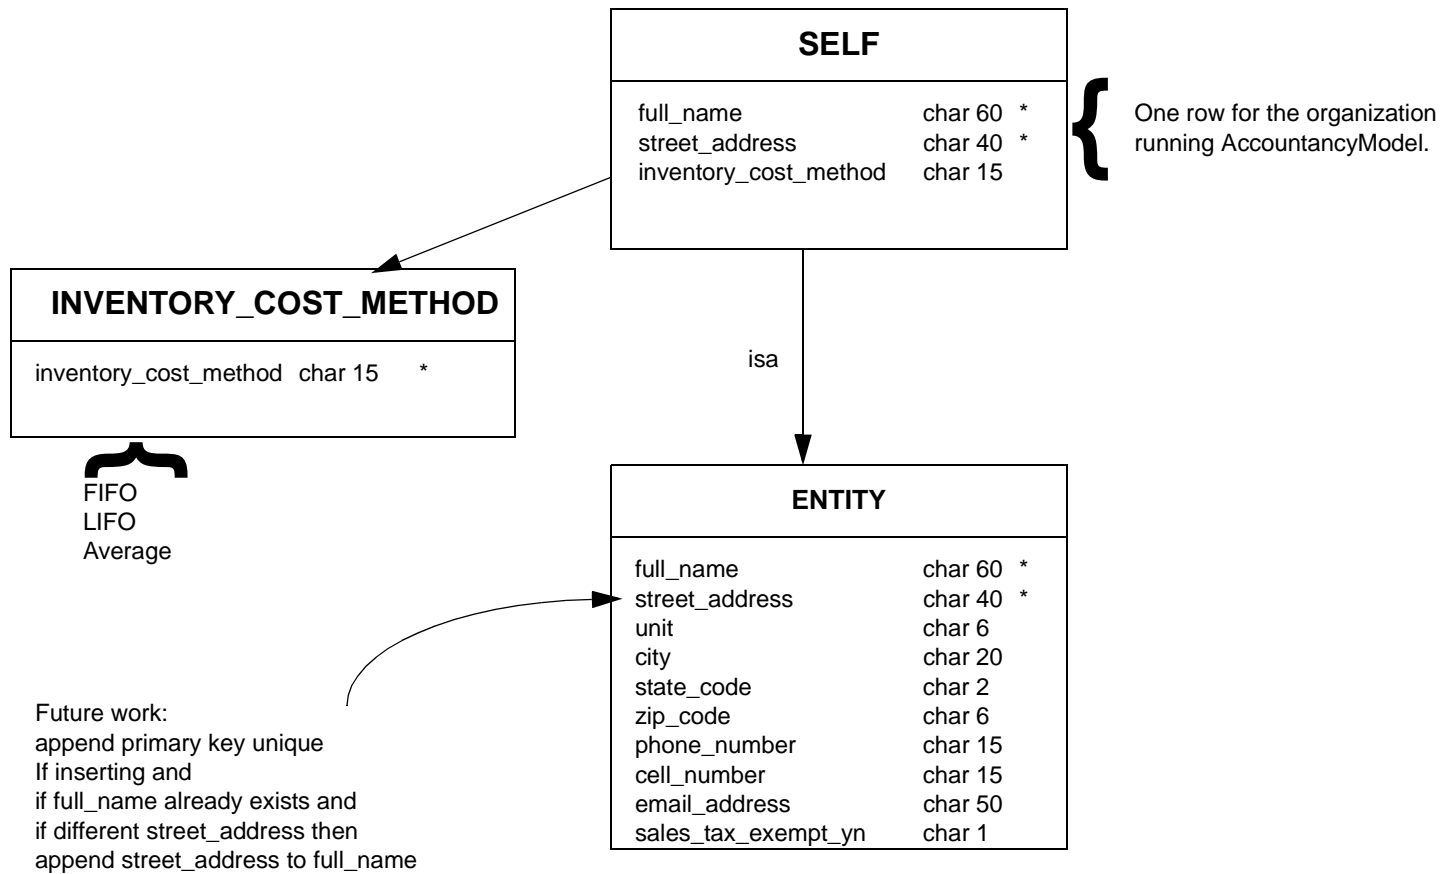 SELF
full_name char 60 *
street_address char 40 *
inventory_cost_method char 15
One row for the organization
running AccountancyModel.
INVENTORY_COST_METHOD
inventory_cost_method char 15 *
FIFO
LIFO
Average
isa
ENTITY
full_name char 60 *
street_address char 40 *
unit char 6
city char 20
state_code char 2
zip_code char 6
phone_number char 15
cell_number char 15
email_address char 50
sales_tax_exempt_yn char 1
Future work:
append primary key unique
If inserting and
if full_name already exists and
if different street_address then
append street_address to full_name